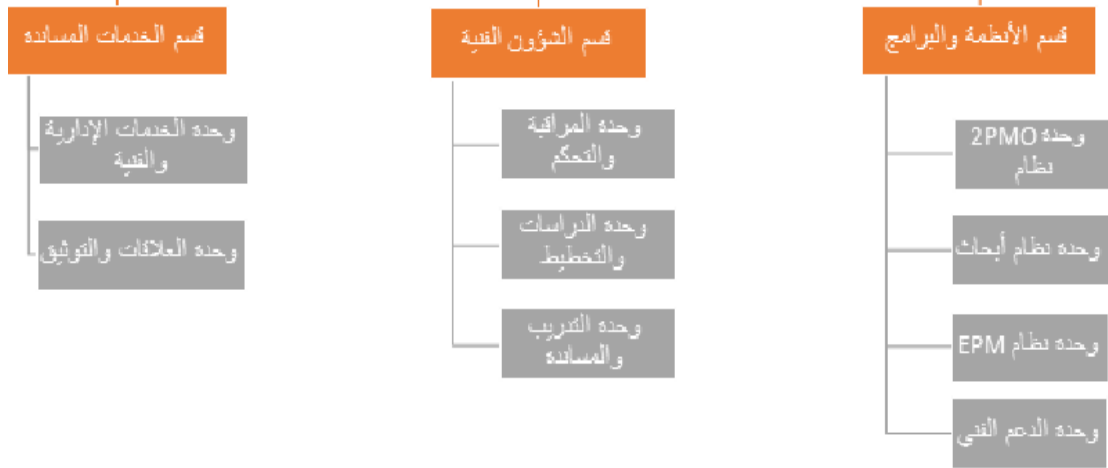 قسم الأنظمة والبرامج
وحدة 2PMO
نظام
وحدة نظام أبحاث
وحدة نظام EPM
وحدة الدعم الفني
قسم الشؤون الفنية
وحدة المراقبة
والتحكم
وحدة الدراسات
والتخطيط
وحدة التدريب
والمساندة
قسم الخدمات المساندة
وحدة الخدمات الإدارية
والفنية
وحدة العلاقات والتوثيق